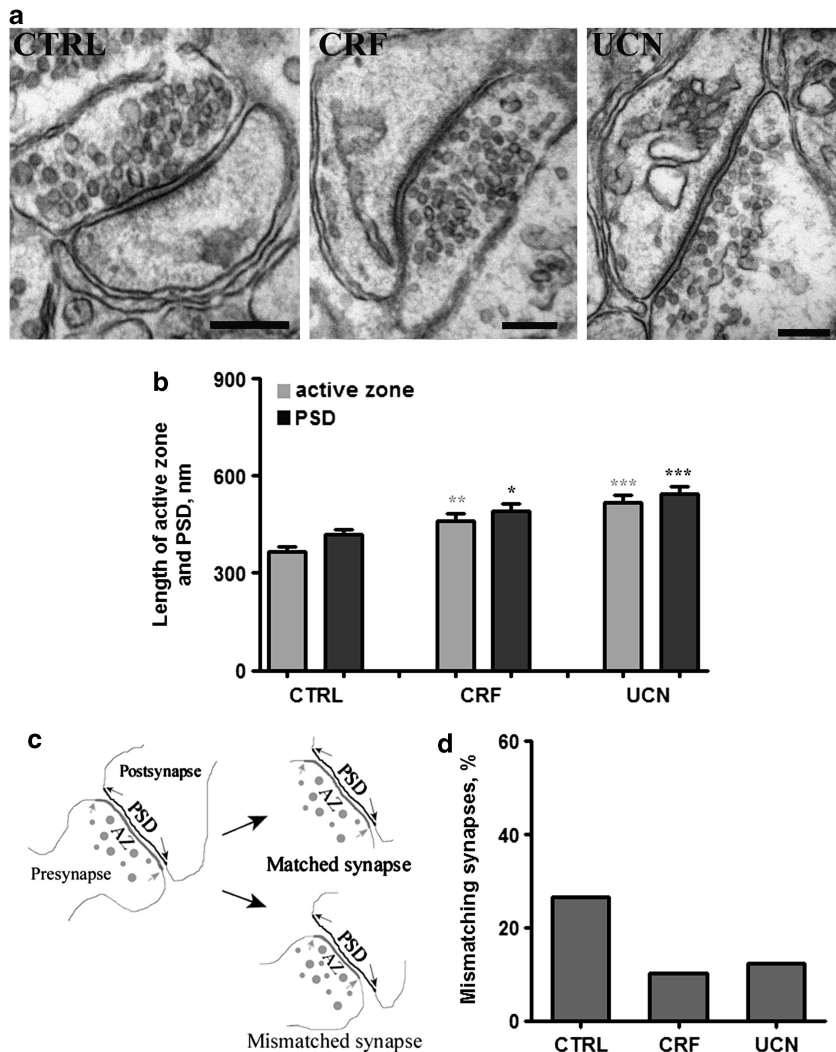 a
CTRL
CRF
UCN
b
900
600
300
0
Length of active zone
and PSD, nm
active zone
PSD
**
*
***
***
CTRL
CRF
UCN
c
Postsynapse
PSD
AZ
Presynapse
PSD
AZ
Matched synapse
PSD
AZ
Mismatched synapse
d
60
40
20
0
Mismatching synapses, %
CTRL
CRF
UCN